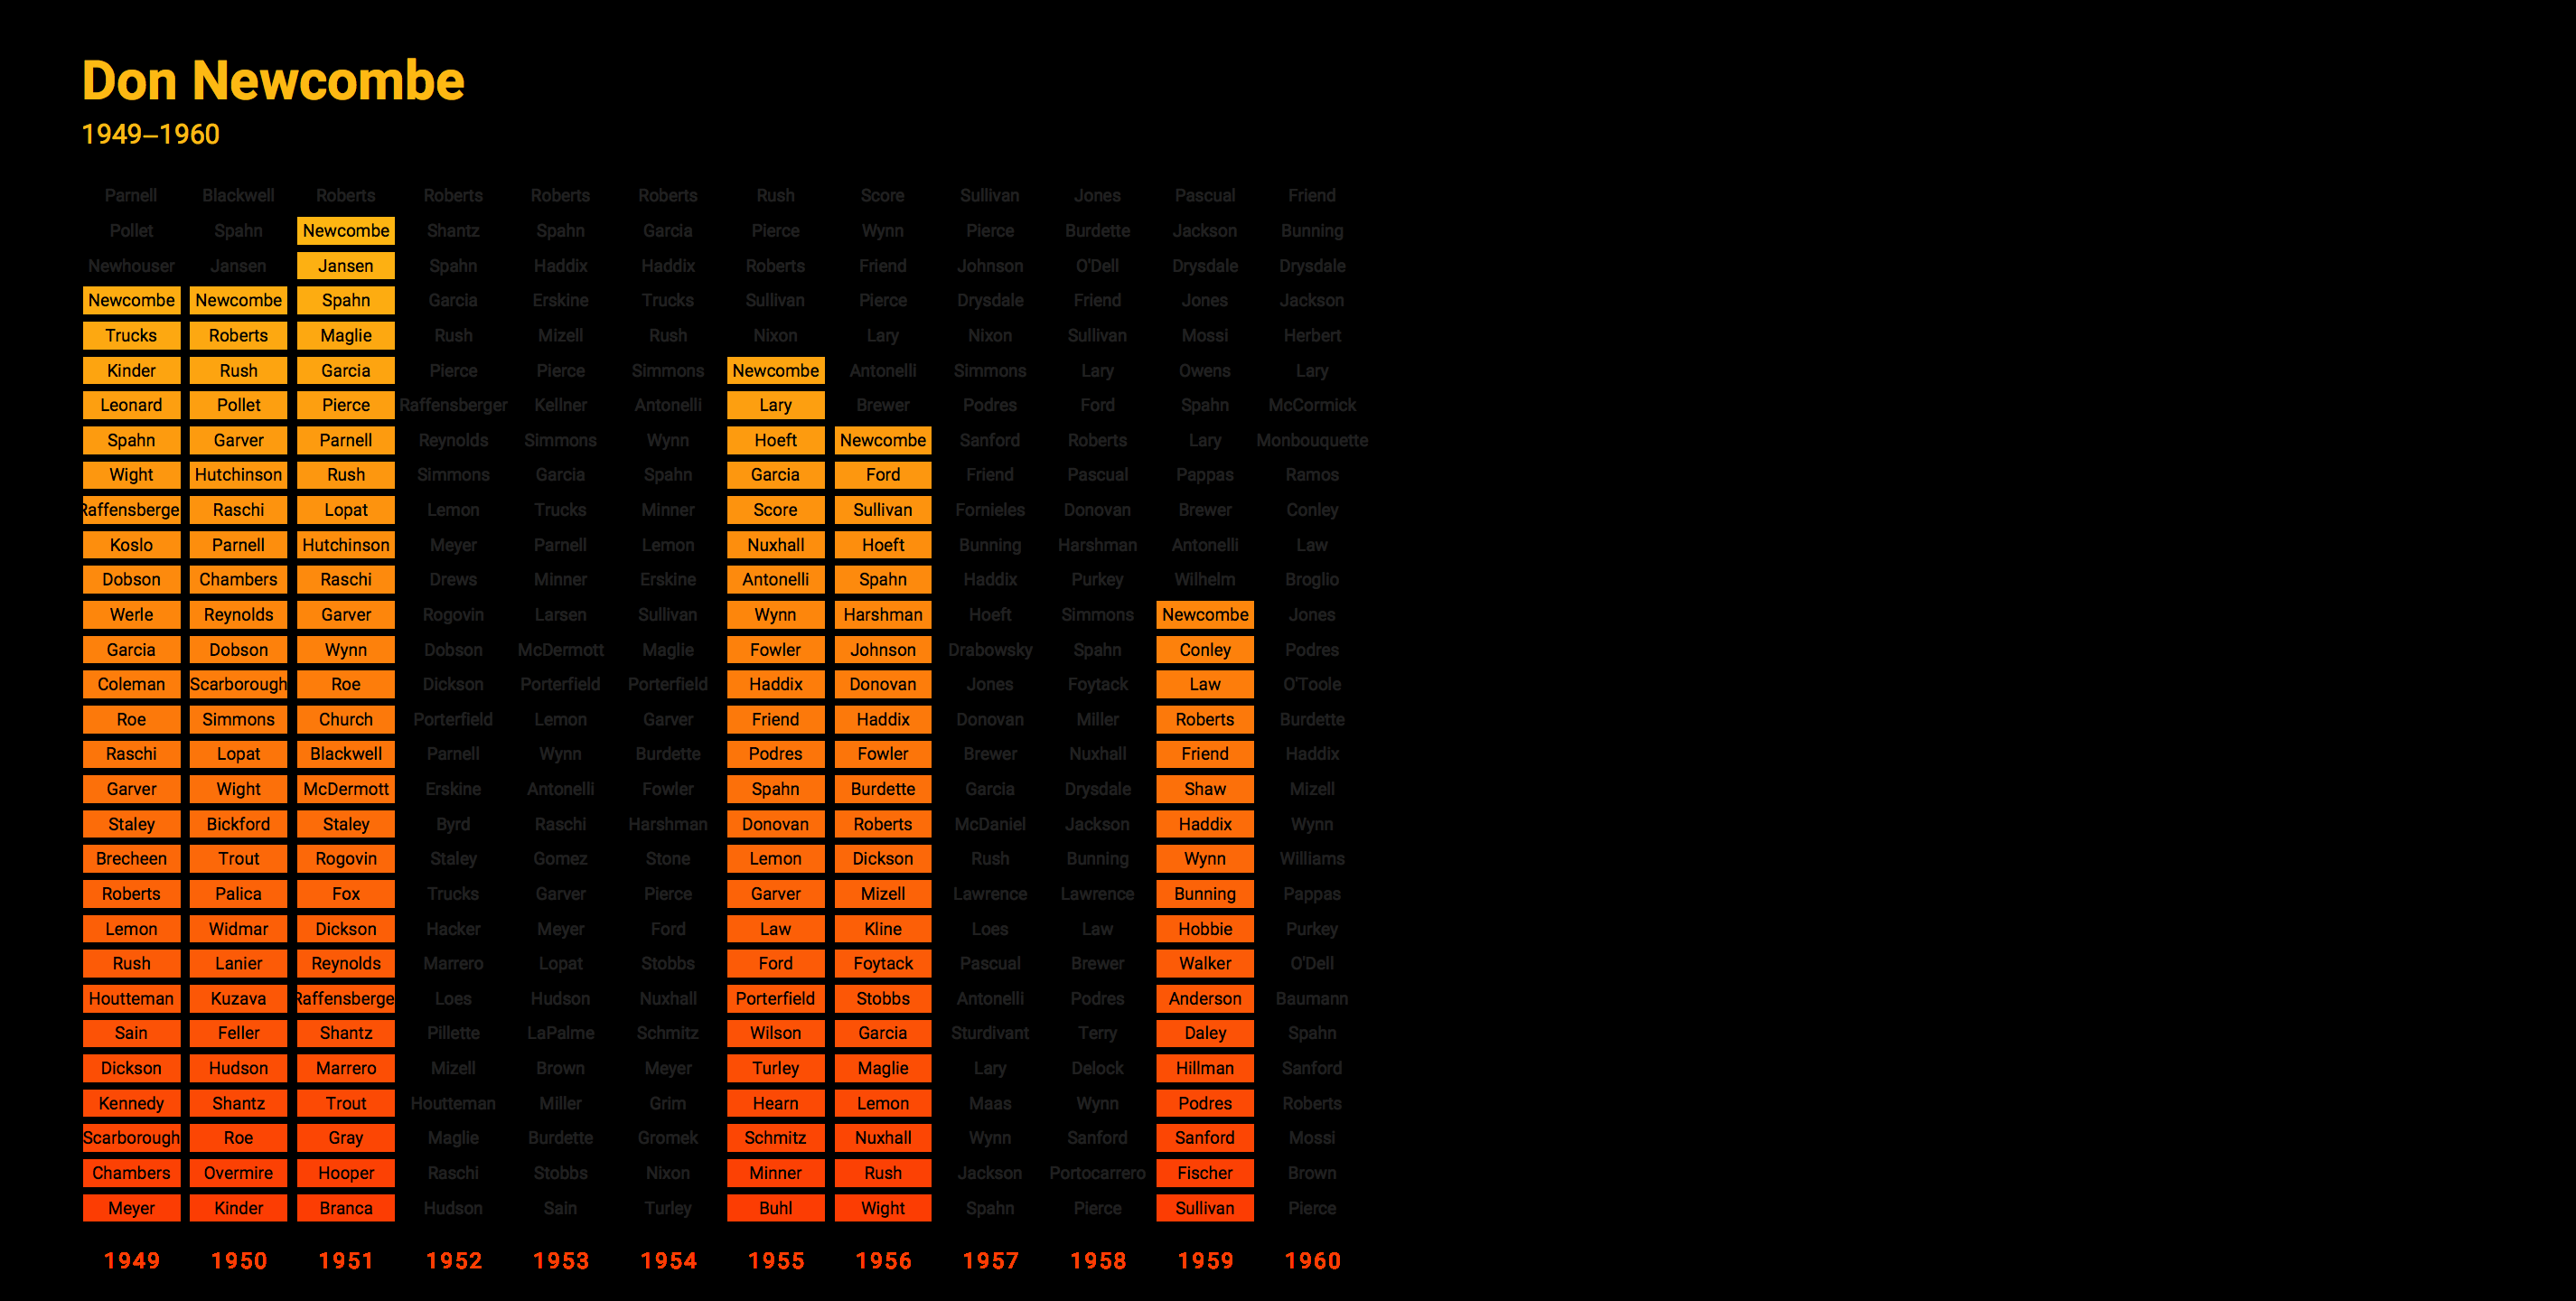 Don Newcombe
1949–1960
Parnell Blackwell Roberts Roberts Roberts Roberts Rush Score Sullivan Jones Pascual Friend
Pollet Spahn Newcombe Shantz Spahn Garcia Pierce Wynn Pierce Burdette Jackson Bunning
Newhouser Jansen Jansen Spahn Haddix Haddix Roberts Friend Johnson O'Dell Drysdale Drysdale
Newcombe Newcombe Spahn Garcia Erskine Trucks Sullivan Pierce Drysdale Friend Jones Jackson
Trucks Roberts Maglie Rush Mizell Rush Nixon Lary Nixon Sullivan Mossi Herbert
Kinder Rush Garcia Pierce Pierce Simmons Newcombe Antonelli Simmons Lary Owens Lary
Leonard Pollet Pierce Raffensberger Kellner Antonelli Lary Brewer Podres Ford Spahn McCormick
Spahn Garver Parnell Reynolds Simmons Wynn Hoeft Newcombe Sanford Roberts Lary Monbouquette
Wight Hutchinson Rush Simmons Garcia Spahn Garcia Ford Friend Pascual Pappas Ramos
Raffensberge Raschi Lopat Lemon Trucks Minner Score Sullivan Fornieles Donovan Brewer Conley
Koslo Parnell Hutchinson Meyer Parnell Lemon Nuxhall Hoeft Bunning Harshman Antonelli Law
Dobson Chambers Raschi Drews Minner Erskine Antonelli Spahn Haddix Purkey Wilhelm Broglio
Werle Reynolds Garver Rogovin Larsen Sullivan Wynn Harshman Hoeft Simmons Newcombe Jones
Garcia Dobson Wynn Dobson McDermott Maglie Fowler Johnson Drabowsky Spahn Conley Podres
Coleman Scarborough Roe Dickson Porterfield Porterfield Haddix Donovan Jones Foytack Law O'Toole
Roe Simmons Church Porterfield Lemon Garver Friend Haddix Donovan Miller Roberts Burdette
Raschi Lopat Blackwell Parnell Wynn Burdette Podres Fowler Brewer Nuxhall Friend Haddix
Garver Wight McDermott Erskine Antonelli Fowler Spahn Burdette Garcia Drysdale Shaw Mizell
Staley Bickford Staley Byrd Raschi Harshman Donovan Roberts McDaniel Jackson Haddix Wynn
Brecheen Trout Rogovin Staley Gomez Stone Lemon Dickson Rush Bunning Wynn Williams
Roberts Palica Fox Trucks Garver Pierce Garver Mizell Lawrence Lawrence Bunning Pappas
Lemon Widmar Dickson Hacker Meyer Ford Law Kline Loes Law Hobbie Purkey
Rush Lanier Reynolds Marrero Lopat Stobbs Ford Foytack Pascual Brewer Walker O'Dell
Houtteman Kuzava Raffensberge Loes Hudson Nuxhall Porterfield Stobbs Antonelli Podres Anderson Baumann
Sain Feller Shantz Pillette LaPalme Schmitz Wilson Garcia Sturdivant Terry Daley Spahn
Dickson Hudson Marrero Mizell Brown Meyer Turley Maglie Lary Delock Hillman Sanford
Kennedy Shantz Trout Houtteman Miller Grim Hearn Lemon Maas Wynn Podres Roberts
Scarborough Roe Gray Maglie Burdette Gromek Schmitz Nuxhall Wynn Sanford Sanford Mossi
Chambers Overmire Hooper Raschi Stobbs Nixon Minner Rush Jackson Portocarrero Fischer Brown
Meyer Kinder Branca Hudson Sain Turley Buhl Wight Spahn Pierce Sullivan Pierce
1949 1950 1951 1952 1953 1954 1955 1956 1957 1958 1959 1960